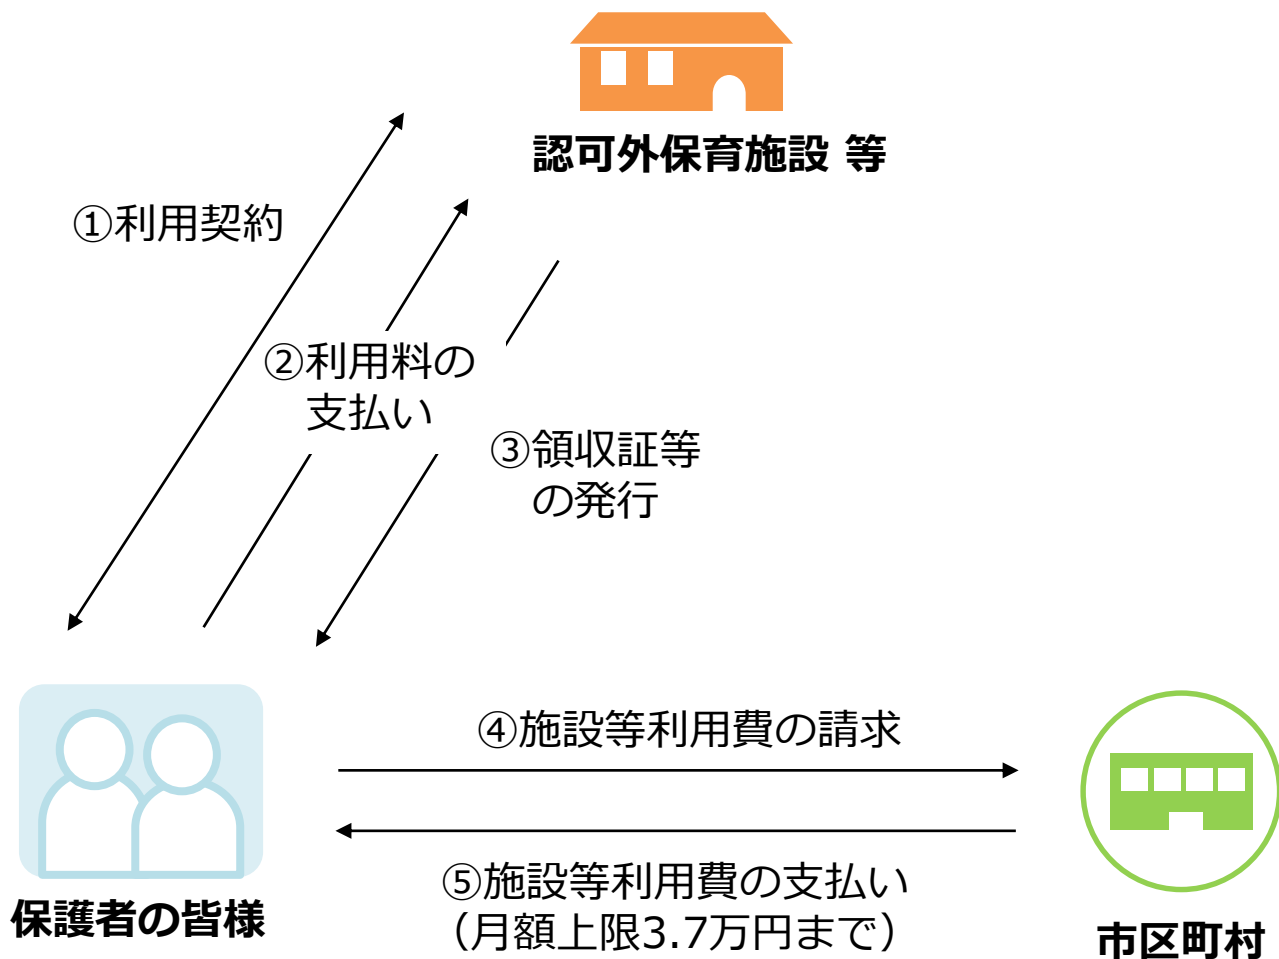 認可外保育施設 等
①利用契約
②利用料の
支払い
③領収証等
の発行
④施設等利用費の請求
⑤施設等利用費の支払い
（月額上限3.7万円まで）
保護者の皆様
市区町村